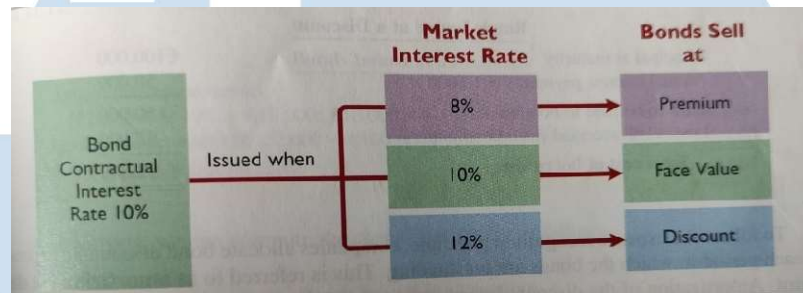 Market
Interest Rate
Bonds Sell
at
Bond
Contractual
Interest
Rate 10%
Issued when
8%
Premium
10%
Face Value
12%
Discount